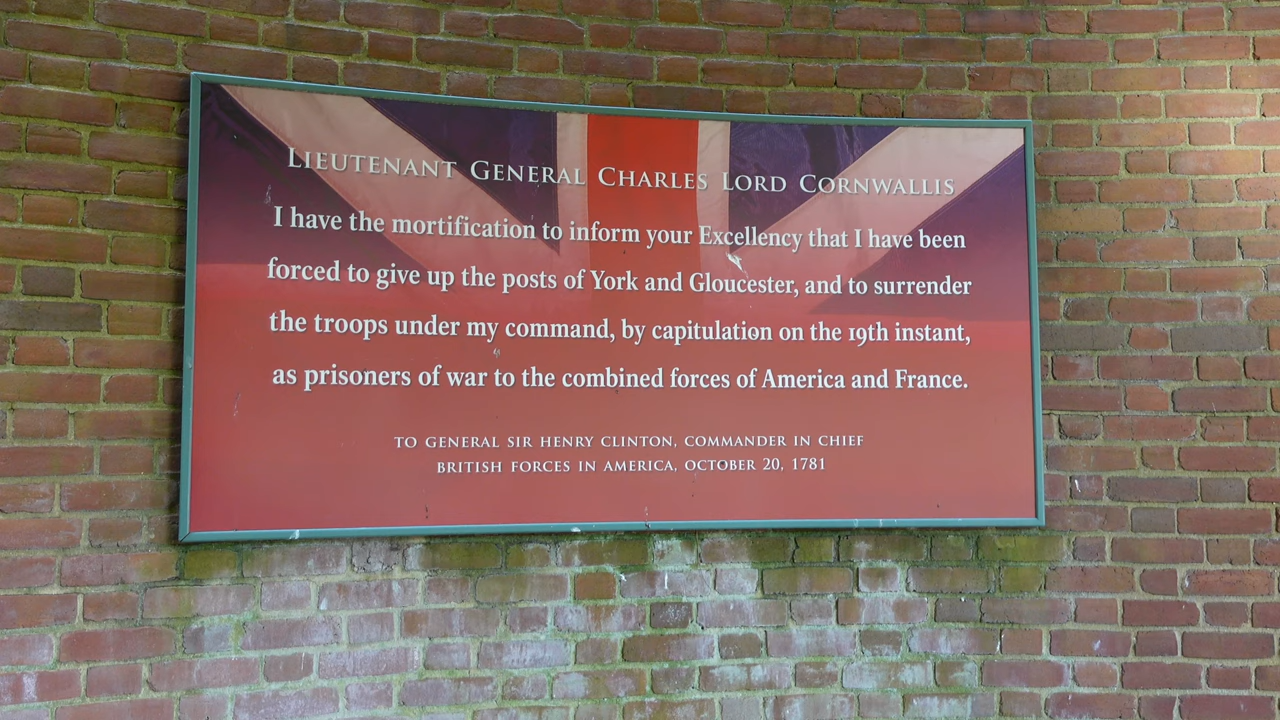 Lieutenant General Charles Lord Cornwallis
I have the mortification to inform your Excellency that I have been
forced to give up the posts of York and Gloucester, and to surrender
the troops under my command, by capitulation on the 19th instant,
as prisoners of war to the combined forces of America and France.
TO GENERAL SIR HENRY CLINTON, COMMANDER IN CHIEF
BRITISH FORCES IN AMERICA, OCTOBER 20, 1781